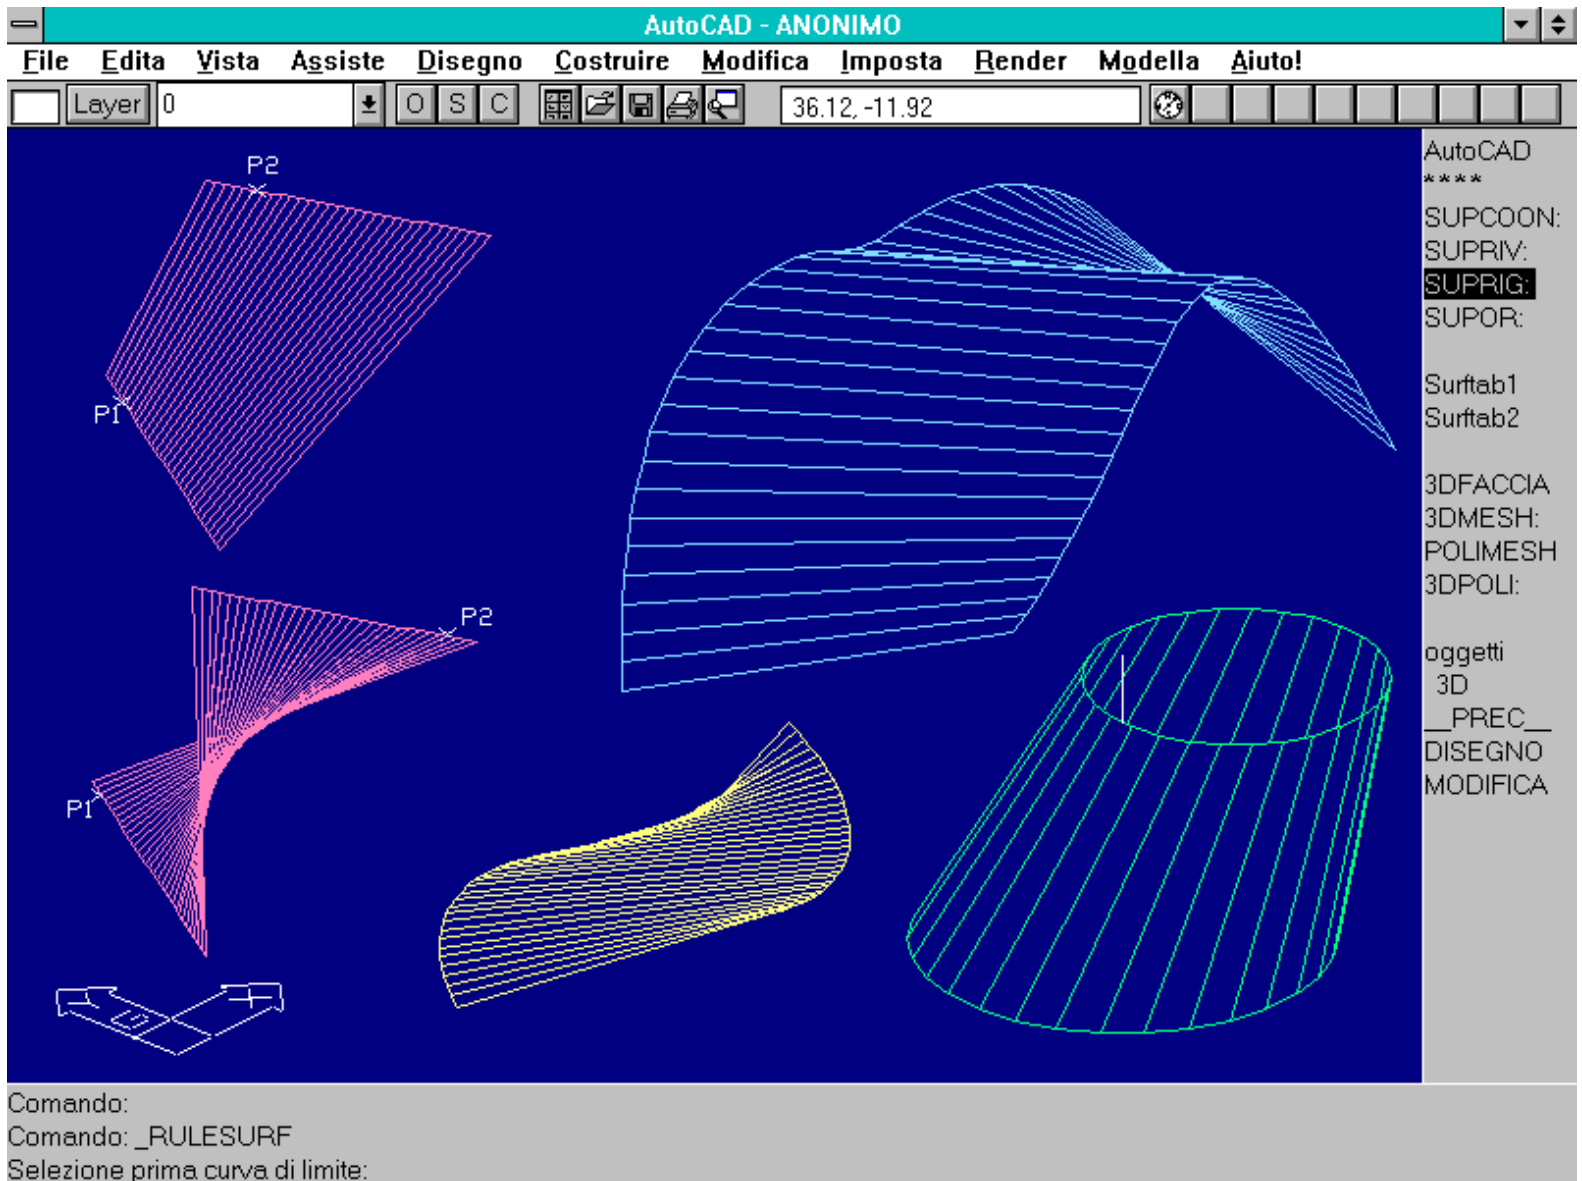 AutoCAD - ANONIMO
File Edita Vista Assiste Disegno Costruire Modifica Imposta Render Modella Aiuto!
Layer 0 O S C 36.12, -11.92
P2
P1
P2
P1
AutoCAD
****
SUPCOON:
SUPRIV:
SUPRIG:
SUPOR:
Surftab1
Surftab2
3DFACCIA
3DMESH:
POLIMESH
3DPOLI:
oggetti
3D
__PREC__
DISEGNO
MODIFICA
Comando:
Comando: _RULESURF
Selezione prima curva di limite: